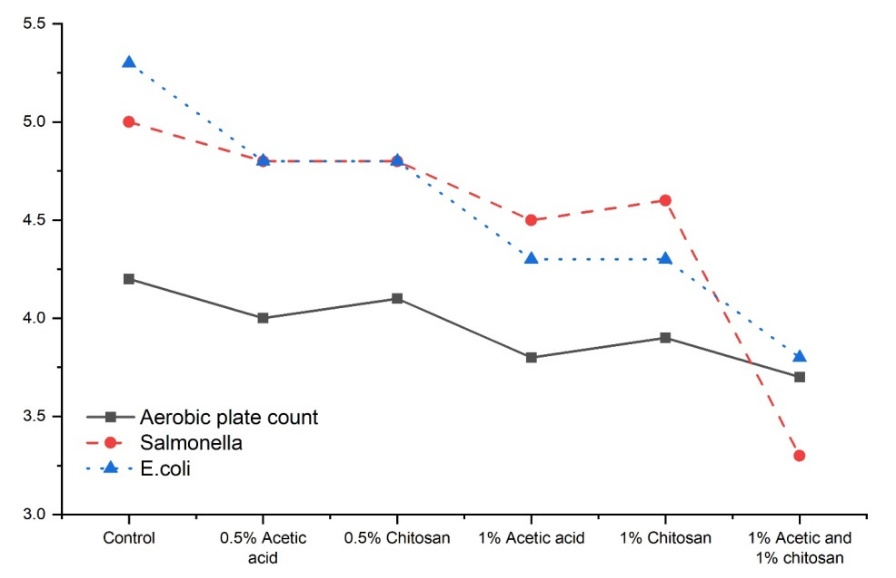 5.5
5.0
4.5
4.0
3.5
3.0
Aerobic plate count
Salmonella
E.coli
Control
0.5% Acetic
acid
0.5% Chitosan
1% Acetic acid
1% Chitosan
1% Acetic and
1% chitosan